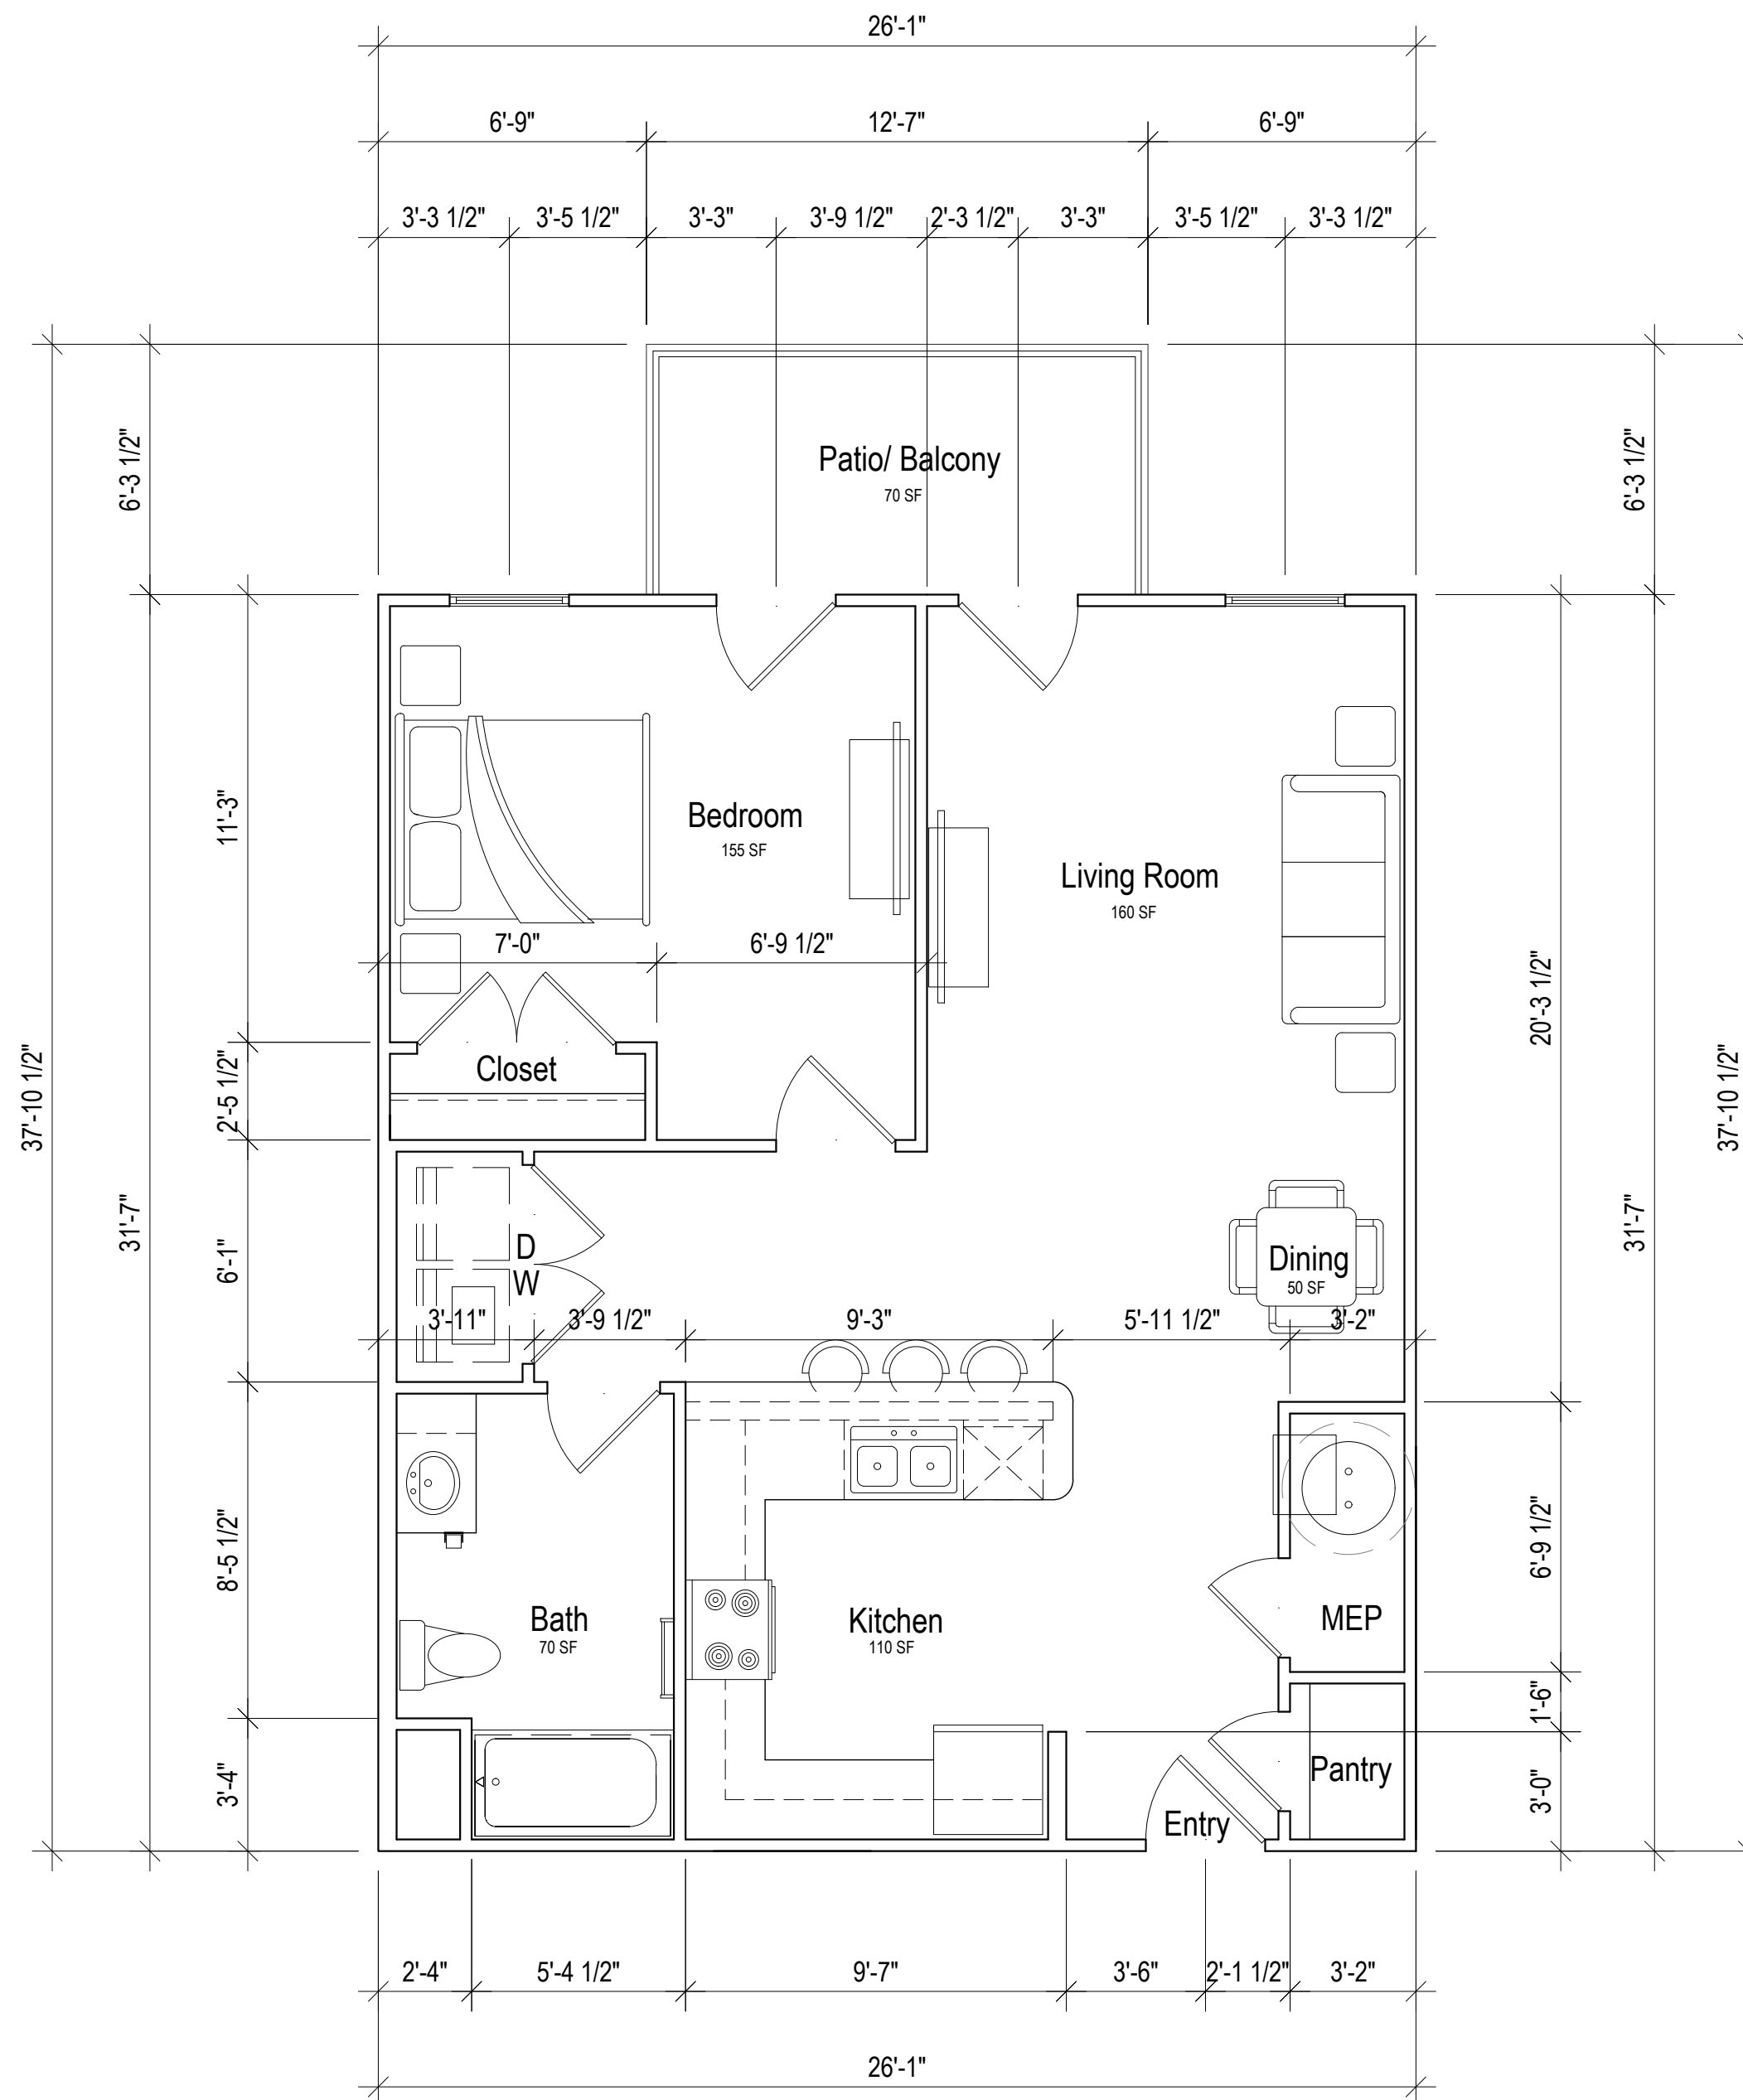 26'-1"
6'-9" 12'-7" 6'-9"
3'-3 1/2" 3'-5 1/2" 3'-3" 3'-9 1/2" 2'-3 1/2" 3'-3" 3'-5 1/2" 3'-3 1/2"
6'-3 1/2"
6'-3 1/2"
Patio/ Balcony
70 SF
11'-3"
Bedroom
155 SF
Living Room
160 SF
7'-0" 6'-9 1/2"
20'-3 1/2"
37'-10 1/2"
2'-5 1/2"
Closet
37'-10 1/2"
31'-7"
6'-1"
D
W
Dining
50 SF
31'-7"
3'-11" 3'-9 1/2" 9'-3" 5'-11 1/2" 3'-2"
8'-5 1/2"
6'-9 1/2"
Bath
70 SF
Kitchen
110 SF
MEP
1'-6"
3'-4"
Pantry
3'-0"
Entry
2'-4" 5'-4 1/2" 9'-7" 3'-6" 2'-1 1/2" 3'-2"
26'-1"